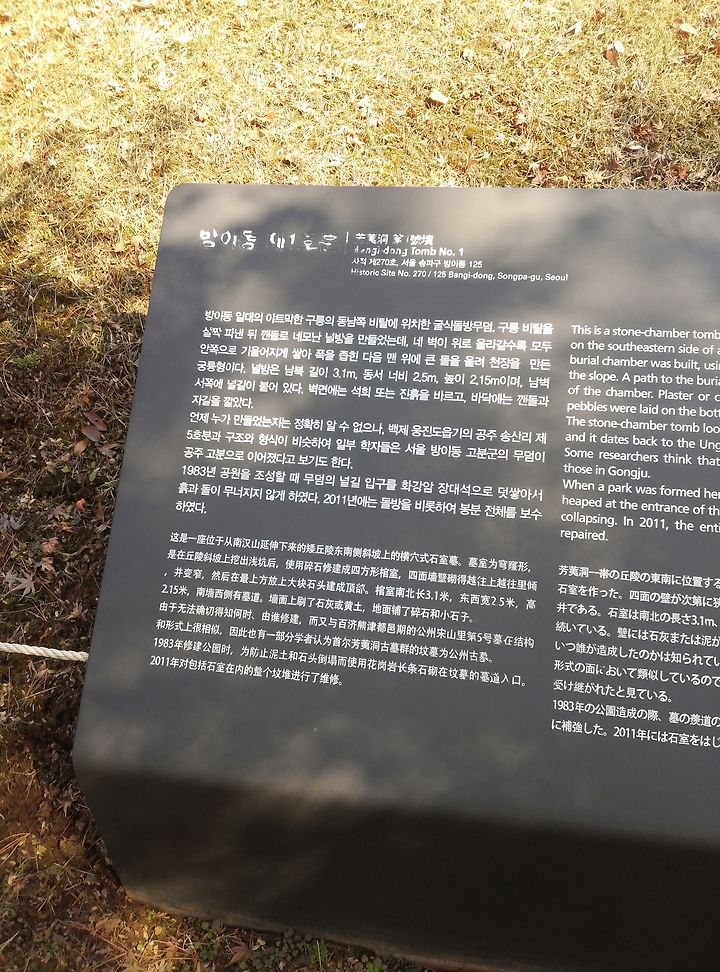 방이동 제1호분
芳荑洞 第1號墳
Bangi-dong Tomb No. 1
사적 제270호, 서울 송파구 방이동 125
Historic Site No. 270 / 125 Bangi-dong, Songpa-gu, Seoul
방이동 일대의 야트막한 구릉의 동남쪽 비탈에 위치한 굴식돌방무덤. 구릉 비탈을
살짝 파낸 뒤 깬돌로 네모난 널방을 만들었는데, 네 벽이 위로 올라갈수록 모두
안쪽으로 기울어지게 쌓아 폭을 좁힌 다음 맨 위에 큰 돌을 올려 천장을 만든
궁륭형이다. 널방은 남북 길이 3.1m, 동서 너비 2.5m, 높이 2.15m이며, 남벽
서쪽에 널길이 붙어 있다. 벽면에는 석회 또는 진흙을 바르고, 바닥에는 깬돌과
자갈을 깔았다.
언제 누가 만들었는지는 정확히 알 수 없으나, 백제 웅진도읍기의 공주 송산리 제
5호분과 구조와 형식이 비슷하여 일부 학자들은 서울 방이동 고분군의 무덤이
공주 고분으로 이어졌다고 보기도 한다.
1983년 공원을 조성할 때 무덤의 널길 입구를 화강암 장대석으로 덧쌓아서
흙과 돌이 무너지지 않게 하였다. 2011년에는 돌방을 비롯하여 봉분 전체를 보수
하였다.
This is a stone-chamber tomb
on the southeastern side of a
burial chamber was built, usin
the slope. A path to the buri
of the chamber. Plaster or c
pebbles were laid on the bott
The stone-chamber tomb loo
and it dates back to the Ung
Some researchers think that
those in Gongju.
When a park was formed her
heaped at the entrance of th
collapsing. In 2011, the enti
repaired.
这是一座位于从南汉山延伸下来的矮丘陵东南侧斜坡上的横穴式石室墓。墓室为穹窿形，
是在丘陵斜坡上挖出浅坑后，使用碎石修建成四方形棺室，四面墙壁砌得越往上越往里倾
，并变窄，然后在最上方放上大块石头建成顶部。棺室南北长3.1米，东西宽2.5米，高
2.15米，南墙西侧有墓道。墙面上刷了石灰或黄土，地面铺了碎石和小石子。
由于无法确切得知何时、由谁修建，而又与百济熊津都邑期的公州宋山里第5号墓在结构
和形式上很相似，因此也有一部分学者认为首尔芳荑洞古墓群的坟墓为公州古墓。
1983年修建公园时，为防止泥土和石头倒塌而使用花岗岩长条石砌在坟墓的墓道入口。
2011年对包括石室在内的整个坟堆进行了维修。
芳荑洞一帯の丘陵の東南に位置する
石室を作った。四面の壁が次第に狭
井である。石室は南北の長さ3.1m、
続いている。壁には石灰または泥が
いつ誰が造成したのかは知られてい
形式の面において類似しているので
受け継がれたと見ている。
1983年の公園造成の際、墓の羨道の
に補強した。2011年には石室をはじ